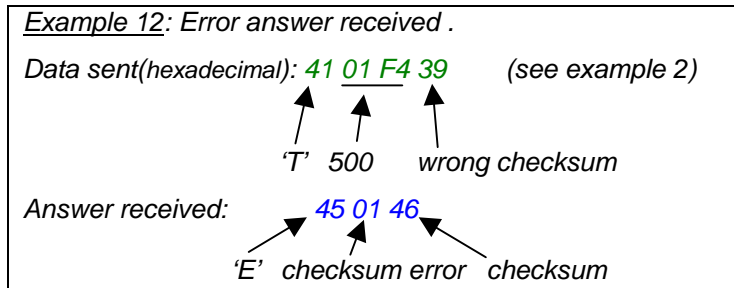 Example 12: Error answer received .
Data sent(hexadecimal): 41 01 F4 39 (see example 2)
'T' 500 wrong checksum
Answer received: 45 01 46
'E' checksum error checksum